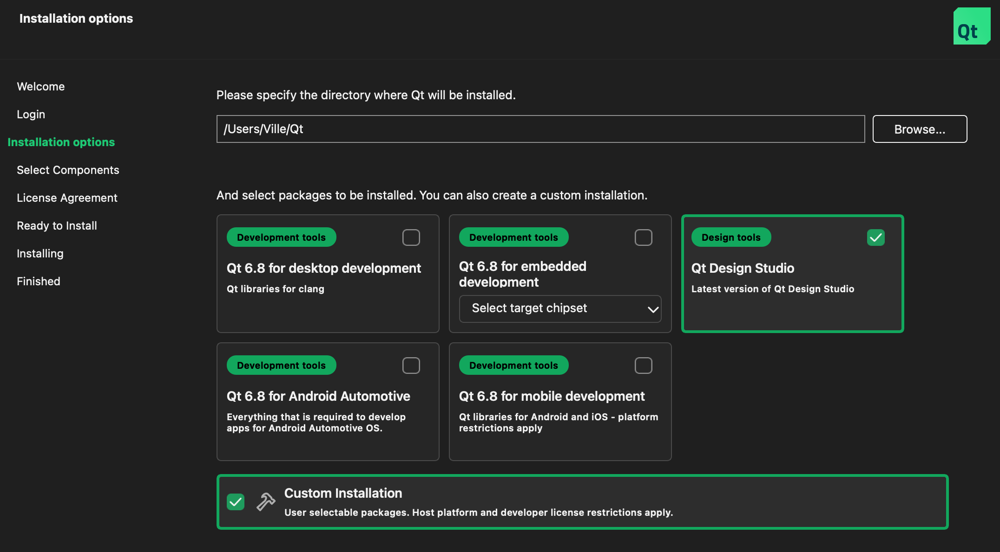 Installation options
Qt
Welcome
Login
Installation options
Select Components
License Agreement
Ready to Install
Installing
Finished
Please specify the directory where Qt will be installed.
/Users/Ville/Qt
Browse...
And select packages to be installed. You can also create a custom installation.
Development tools
Qt 6.8 for desktop development
Qt libraries for clang
Development tools
Qt 6.8 for embedded
development
Select target chipset
Design tools
Qt Design Studio
Latest version of Qt Design Studio
Development tools
Qt 6.8 for Android Automotive
Everything that is required to develop
apps for Android Automotive OS.
Development tools
Qt 6.8 for mobile development
Qt libraries for Android and iOS - platform
restrictions apply
Custom Installation
User selectable packages. Host platform and developer license restrictions apply.